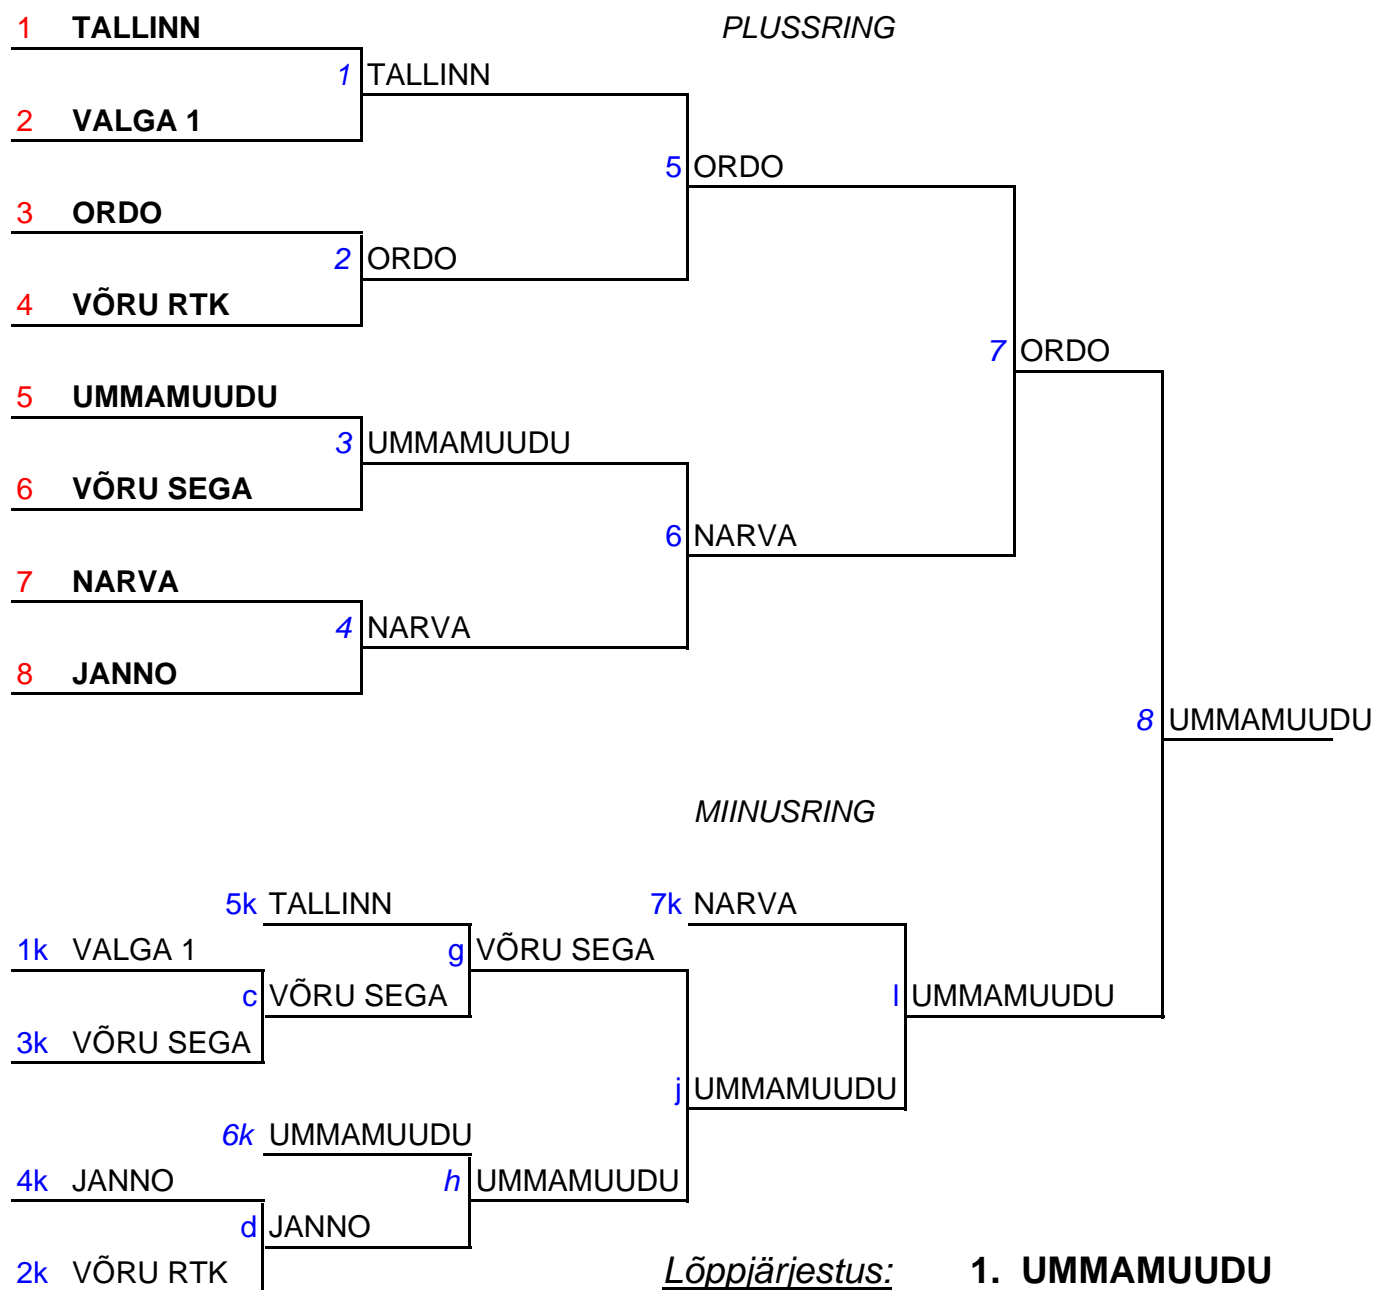 1 TALLINN PLUSSRING
1 TALLINN
2 VALGA 1
5 ORDO
3 ORDO
2 ORDO
4 VÕRU RTK
7 ORDO
5 UMMAMUUDU
3 UMMAMUUDU
6 VÕRU SEGA
6 NARVA
7 NARVA
4 NARVA
8 JANNO
8 UMMAMUUDU
MIINUSRING
5k TALLINN 7k NARVA
1k VALGA 1 g VÕRU SEGA
c VÕRU SEGA l UMMAMUUDU
3k VÕRU SEGA
j UMMAMUUDU
6k UMMAMUUDU
4k JANNO h UMMAMUUDU
d JANNO
2k VÕRU RTK Lõppjärjestus: 1. UMMAMUUDU